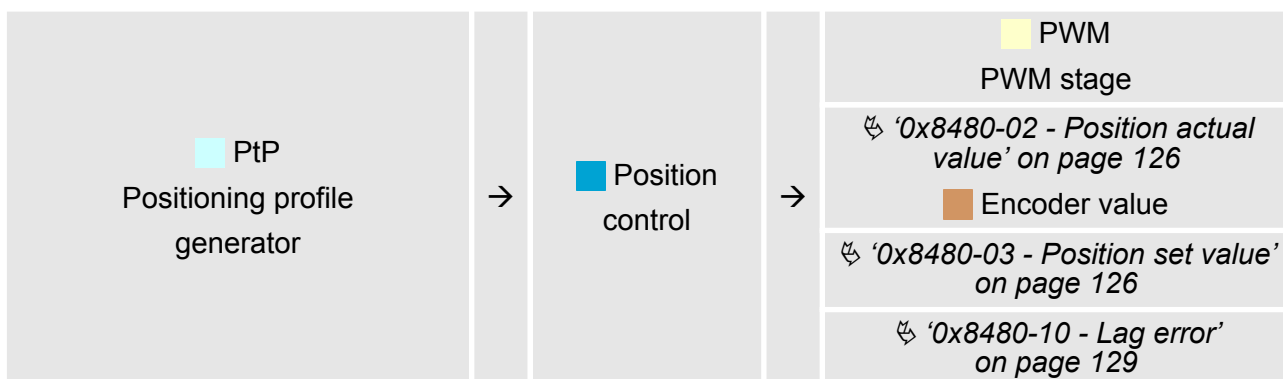 PtP
Positioning profile
generator
→
Position
control
→
PWM
PWM stage
↳ ‘0x8480-02 - Position actual
value’ on page 126
Encoder value
↳ ‘0x8480-03 - Position set value’
on page 126
↳ ‘0x8480-10 - Lag error’
on page 129